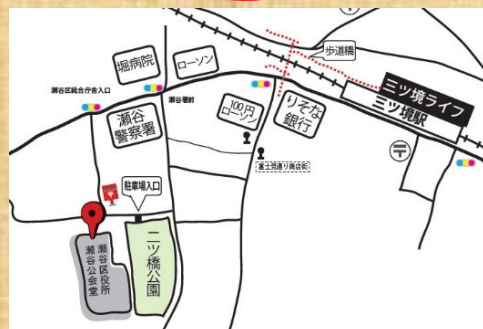 歩道橋
堀病院
ローソン
三ツ境ライフ
三ツ境駅
瀬谷区総合庁舎入口
瀬谷署前
100円
ローソン
りそな
銀行
瀬谷
警察署
富士見通り商店街
駐車場入口
瀬谷区役所
瀬谷公会堂
二ツ橋公園